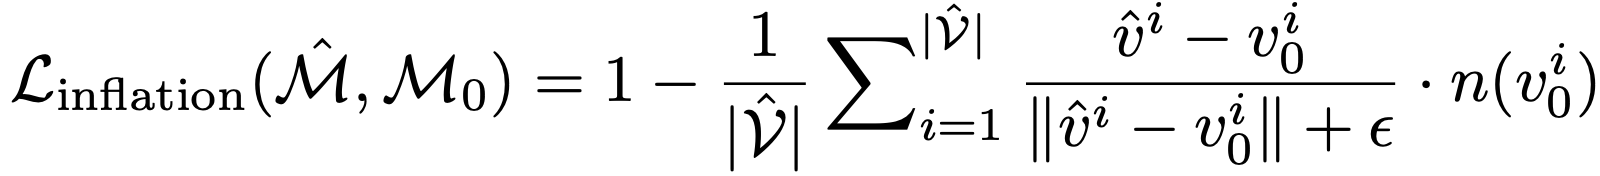 $\mathcal{L}_{\text{inflation}}(\hat{\mathcal{M}}, \mathcal{M}_0) = 1 - \frac{1}{|\hat{\mathcal{V}}|} \sum_{i=1}^{|\hat{\mathcal{V}}|} \frac{\hat{v}^i - v_0^i}{\|\hat{v}^i - v_0^i\| + \epsilon} \cdot n(v_0^i)$